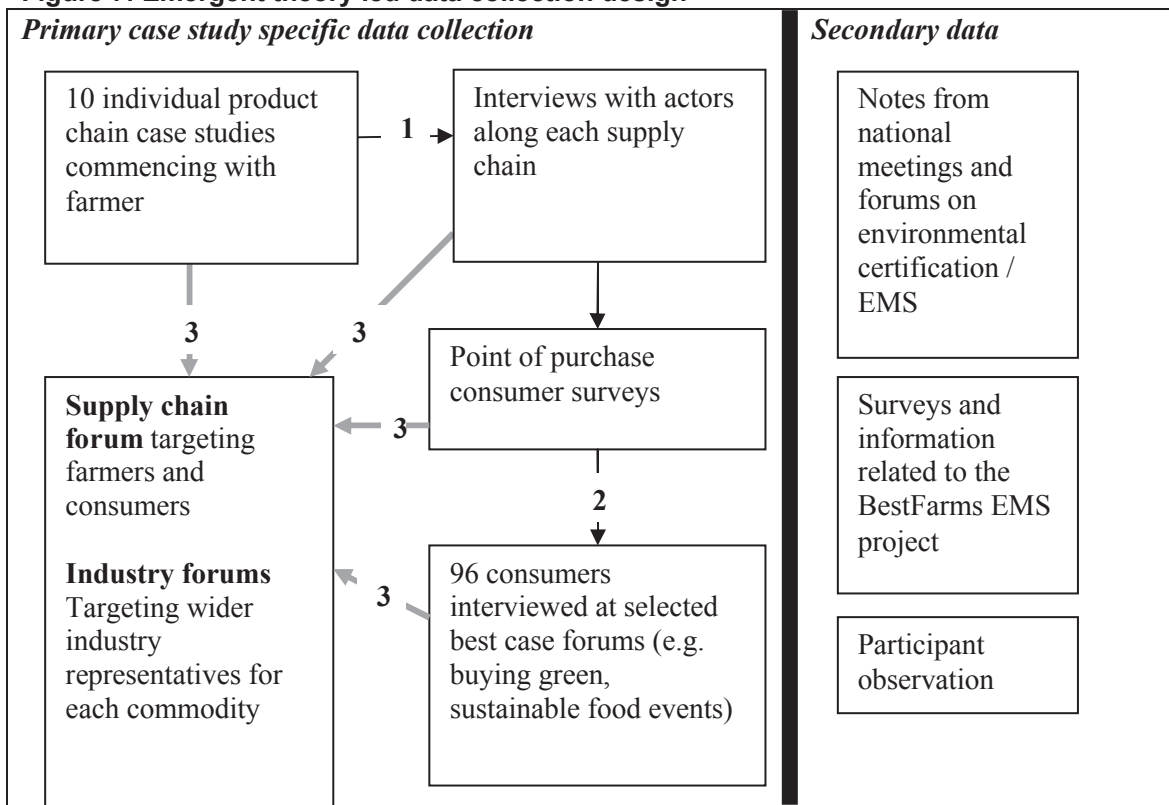 Figure 1: Emergent theory led data collection design
Primary case study specific data collection
Secondary data
10 individual product
chain case studies
commencing with
farmer
1
Interviews with actors
along each supply
chain
Notes from
national
meetings and
forums on
environmental
certification /
EMS
3
3
Point of purchase
consumer surveys
3
Supply chain
forum targeting
farmers and
consumers
Industry forums
Targeting wider
industry
representatives for
each commodity
2
3
96 consumers
interviewed at selected
best case forums (e.g.
buying green,
sustainable food events)
Surveys and
information
related to the
BestFarms EMS
project
Participant
observation